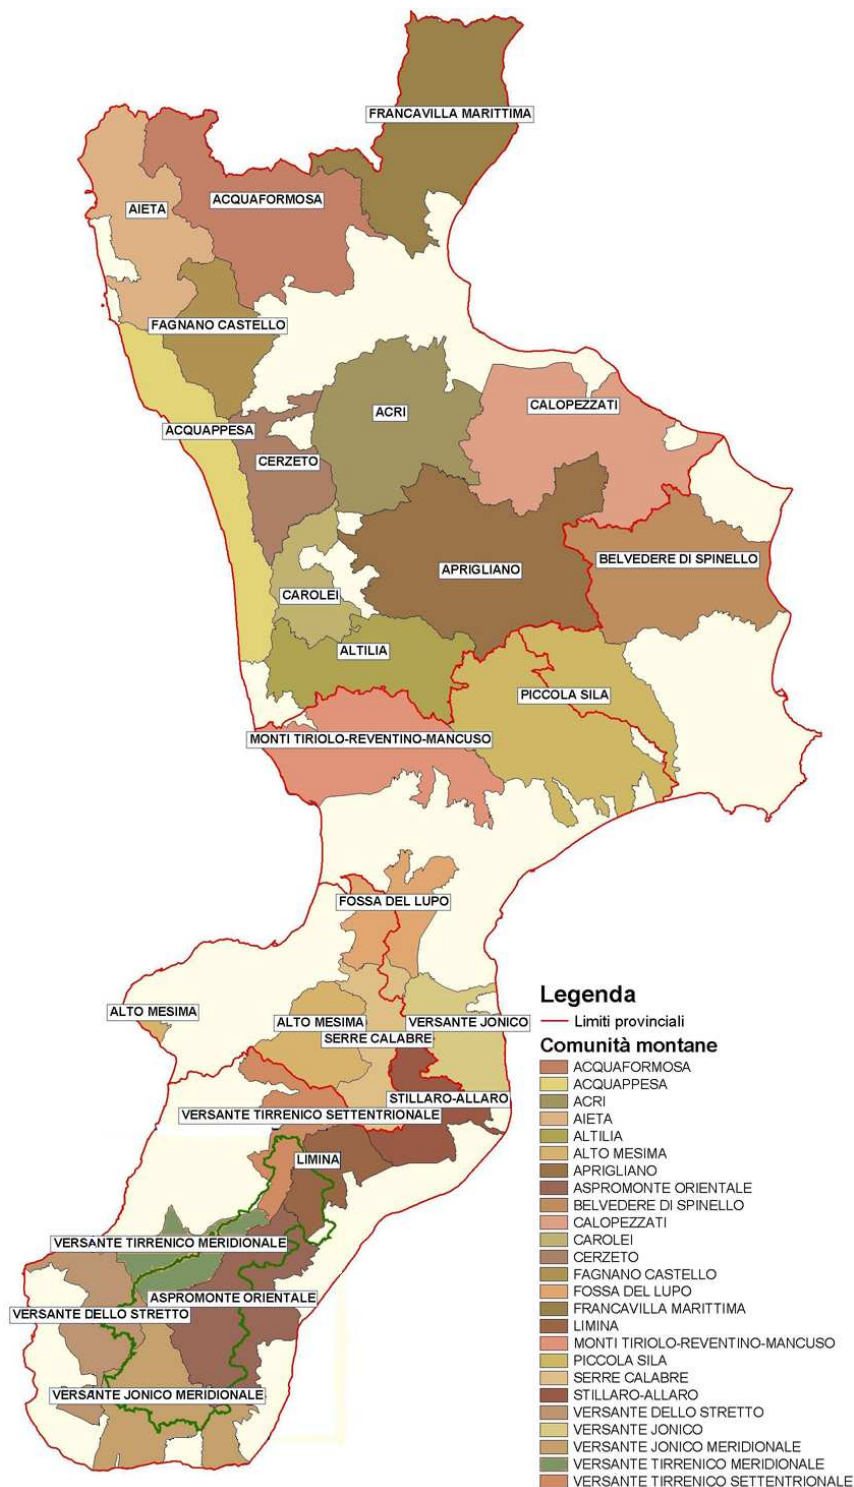 FRANCAVILLA MARITTIMA
ACQUAFORMOSA
AIETA
FAGNANO CASTELLO
CALOPEZZATI
ACRI
ACQUAPPESA
CERZETO
BELVEDERE DI SPINELLO
APRIGLIANO
CAROLEI
ALTILIA
PICCOLA SILA
MONTI TIRIOLO-REVENTINO-MANCUSO
FOSSA DEL LUPO
ALTO MESIMA
ALTO MESIMA
VERSANTE JONICO
SERRE CALABRE
STILLARO-ALLARO
VERSANTE TIRRENICO SETTENTRIONALE
LIMINA
VERSANTE TIRRENICO MERIDIONALE
ASPROMONTE ORIENTALE
VERSANTE DELLO STRETTO
VERSANTE JONICO MERIDIONALE
Legenda
Limiti provinciali
Comunità montane
ACQUAFORMOSA
ACQUAPPESA
ACRI
AIETA
ALTILIA
ALTO MESIMA
APRIGLIANO
ASPROMONTE ORIENTALE
BELVEDERE DI SPINELLO
CALOPEZZATI
CAROLEI
CERZETO
FAGNANO CASTELLO
FOSSA DEL LUPO
FRANCAVILLA MARITTIMA
LIMINA
MONTI TIRIOLO-REVENTINO-MANCUSO
PICCOLA SILA
SERRE CALABRE
STILLARO-ALLARO
VERSANTE DELLO STRETTO
VERSANTE JONICO
VERSANTE JONICO MERIDIONALE
VERSANTE TIRRENICO MERIDIONALE
VERSANTE TIRRENICO SETTENTRIONALE